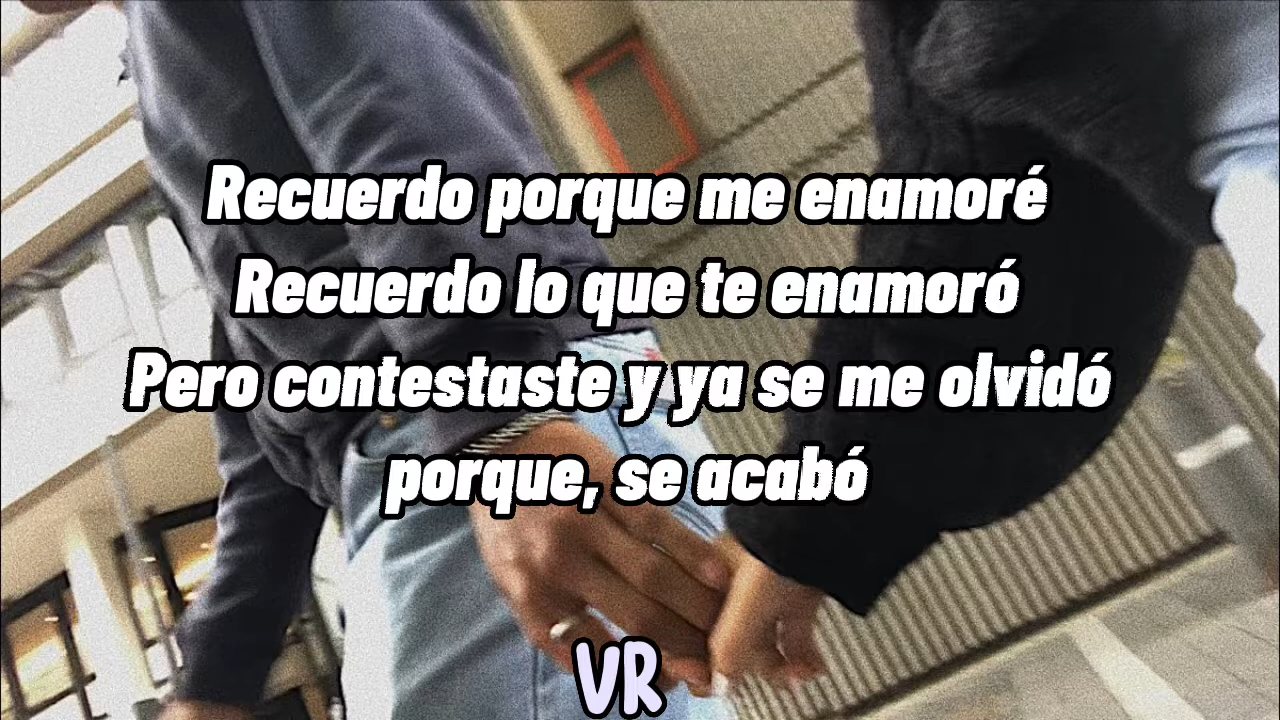 Recuerdo porque me enamoré
Recuerdo lo que te enamoró
Pero contestaste y ya se me olvidó
porque, se acabó
VR